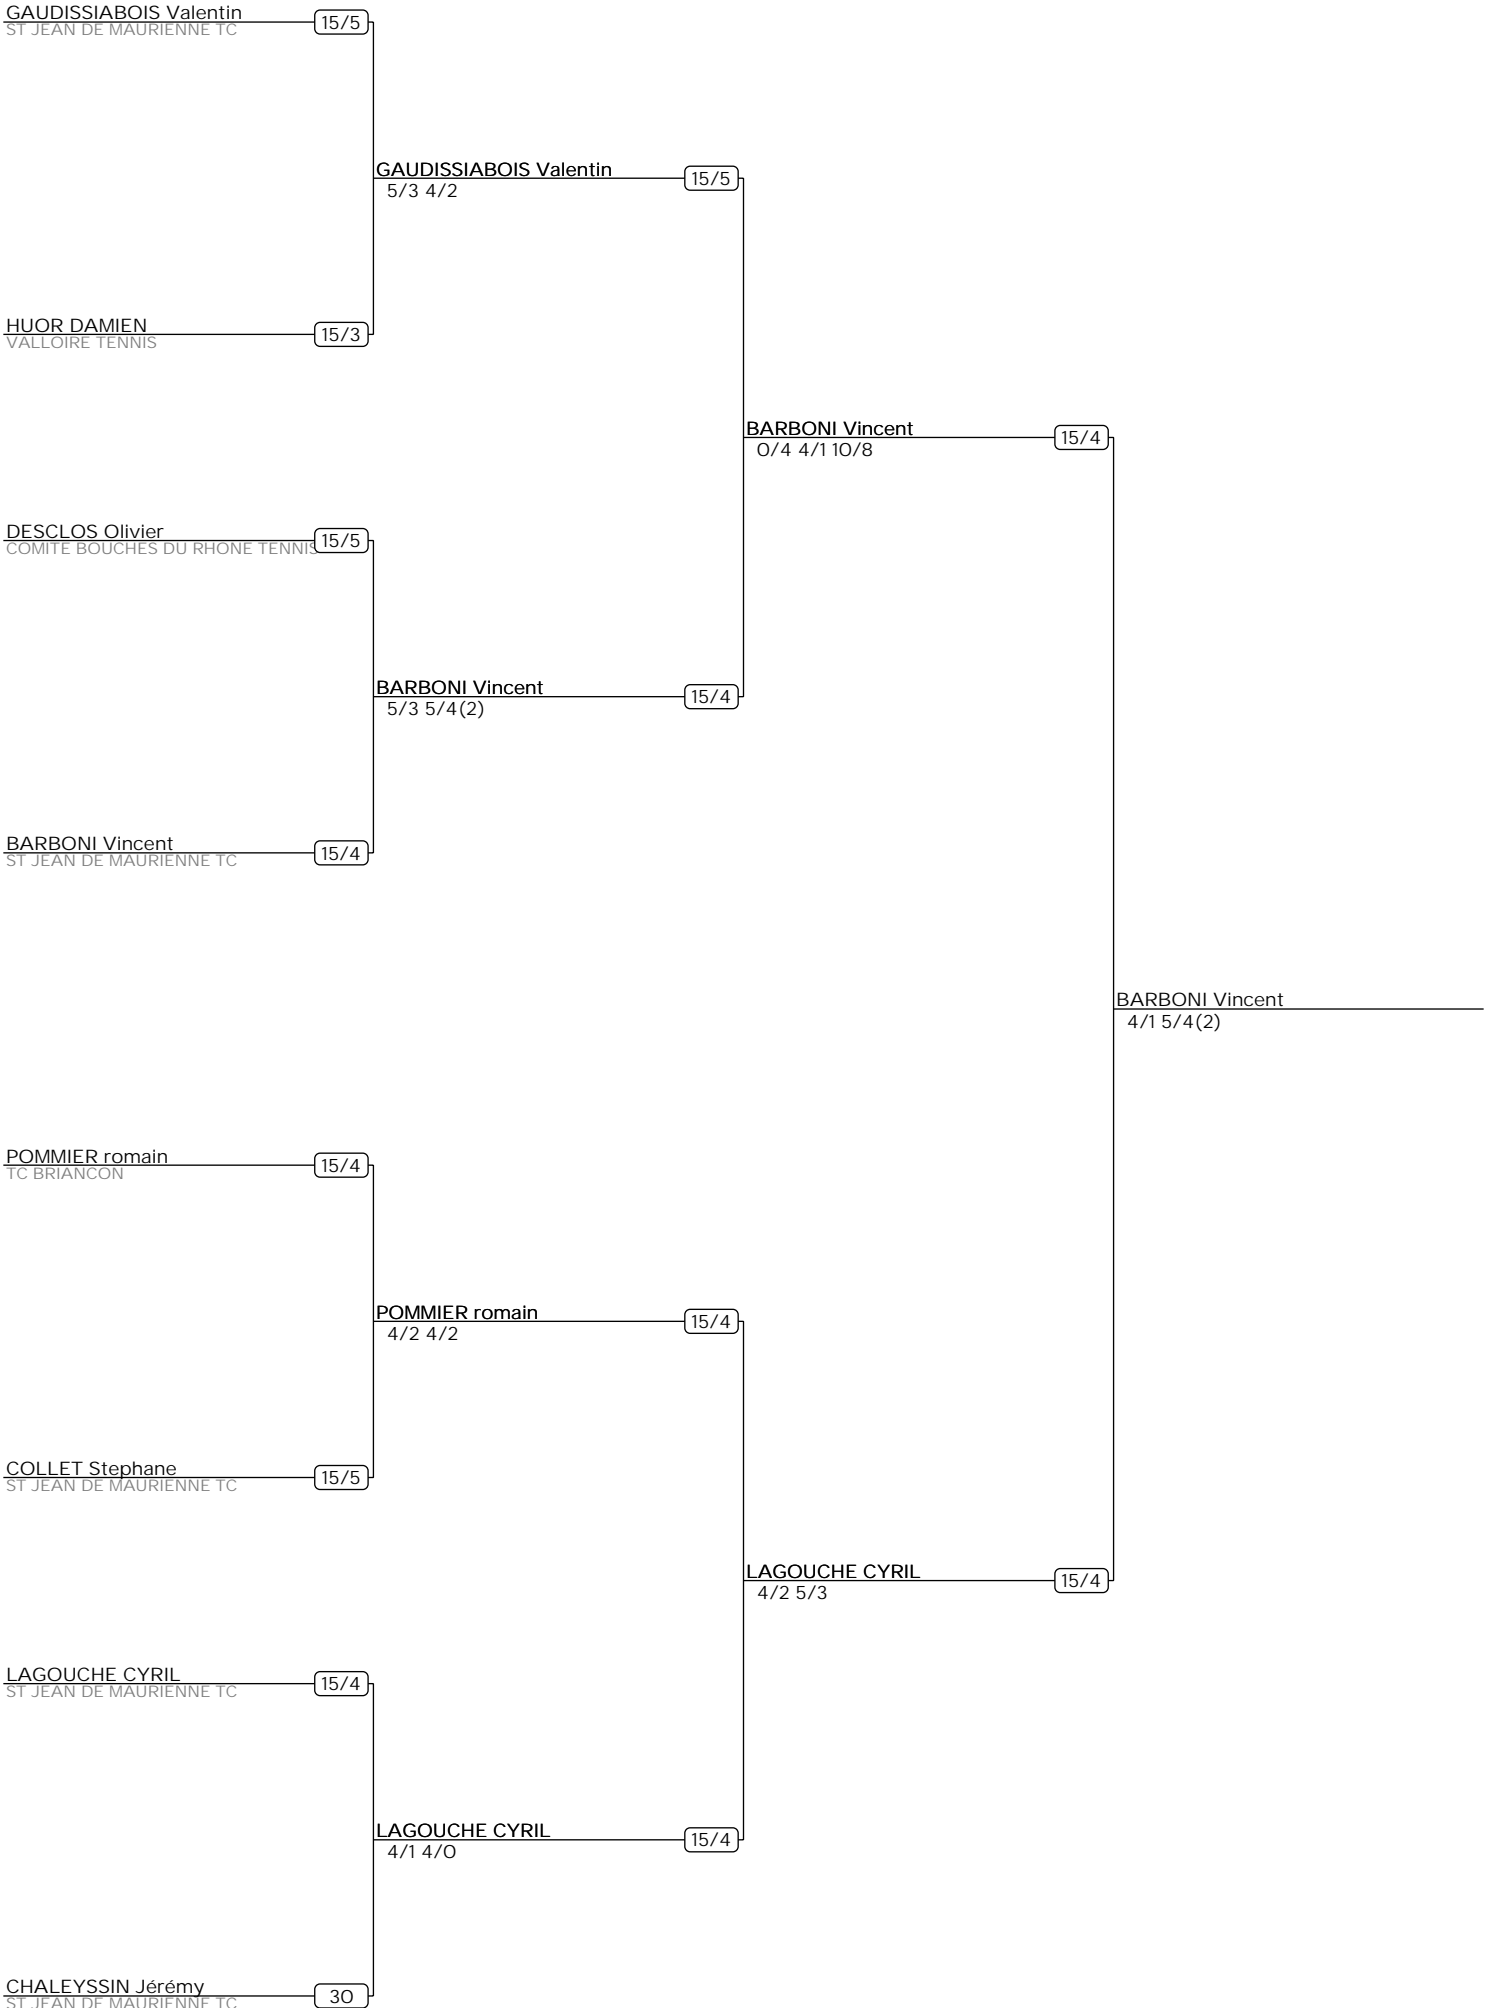 GAUDISSIABOIS Valentin
ST JEAN DE MAURIENNE TC
15/5
GAUDISSIABOIS Valentin
5/3 4/2
15/5
HUOR DAMIEN
VALLOIRE TENNIS
15/3
BARBONI Vincent
0/4 4/1 10/8
15/4
DESCLOS Olivier
COMITE BOUCHES DU RHONE TENNIS
15/5
BARBONI Vincent
5/3 5/4(2)
15/4
BARBONI Vincent
ST JEAN DE MAURIENNE TC
15/4
BARBONI Vincent
4/1 5/4(2)
POMMIER romain
TC BRIANCON
15/4
POMMIER romain
4/2 4/2
15/4
COLLET Stephane
ST JEAN DE MAURIENNE TC
15/5
LAGOUCHE CYRIL
4/2 5/3
15/4
LAGOUCHE CYRIL
ST JEAN DE MAURIENNE TC
15/4
LAGOUCHE CYRIL
4/1 4/0
15/4
CHALEYSSIN Jérémy
ST JEAN DE MAURIENNE TC
30